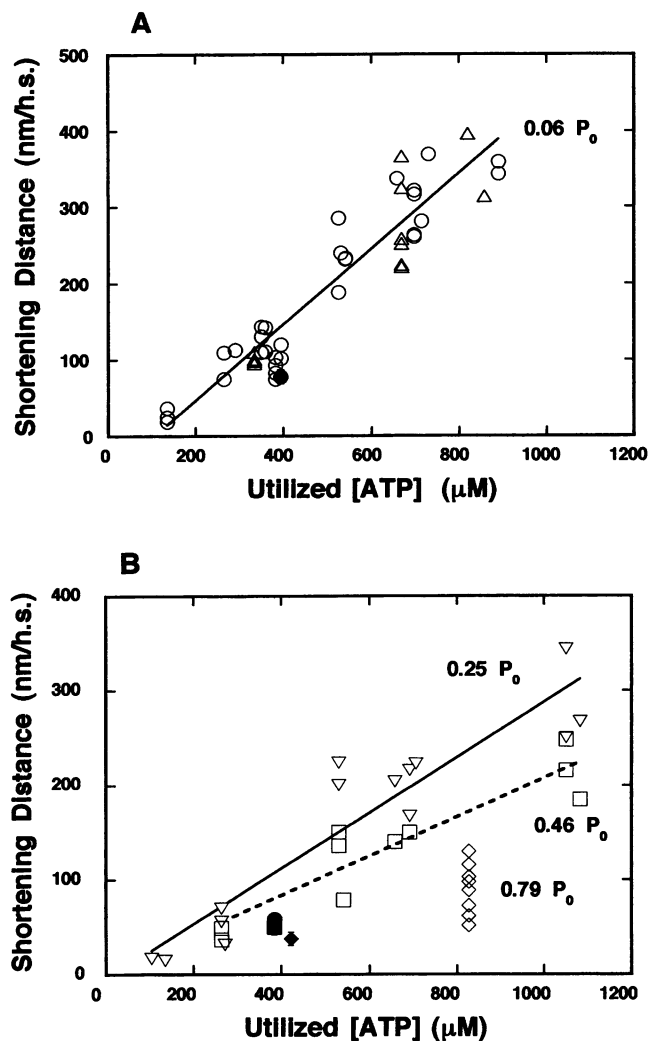 A
500
400
300
200
100
0
Shortening Distance (nm/h.s.)
0.06 P0
200 400 600 800 1000 1200
Utilized [ATP] (μM)
B
400
300
200
100
0
Shortening Distance (nm/h.s.)
0.25 P0
0.46 P0
0.79 P0
0 200 400 600 800 1000 1200
Utilized [ATP] (μM)